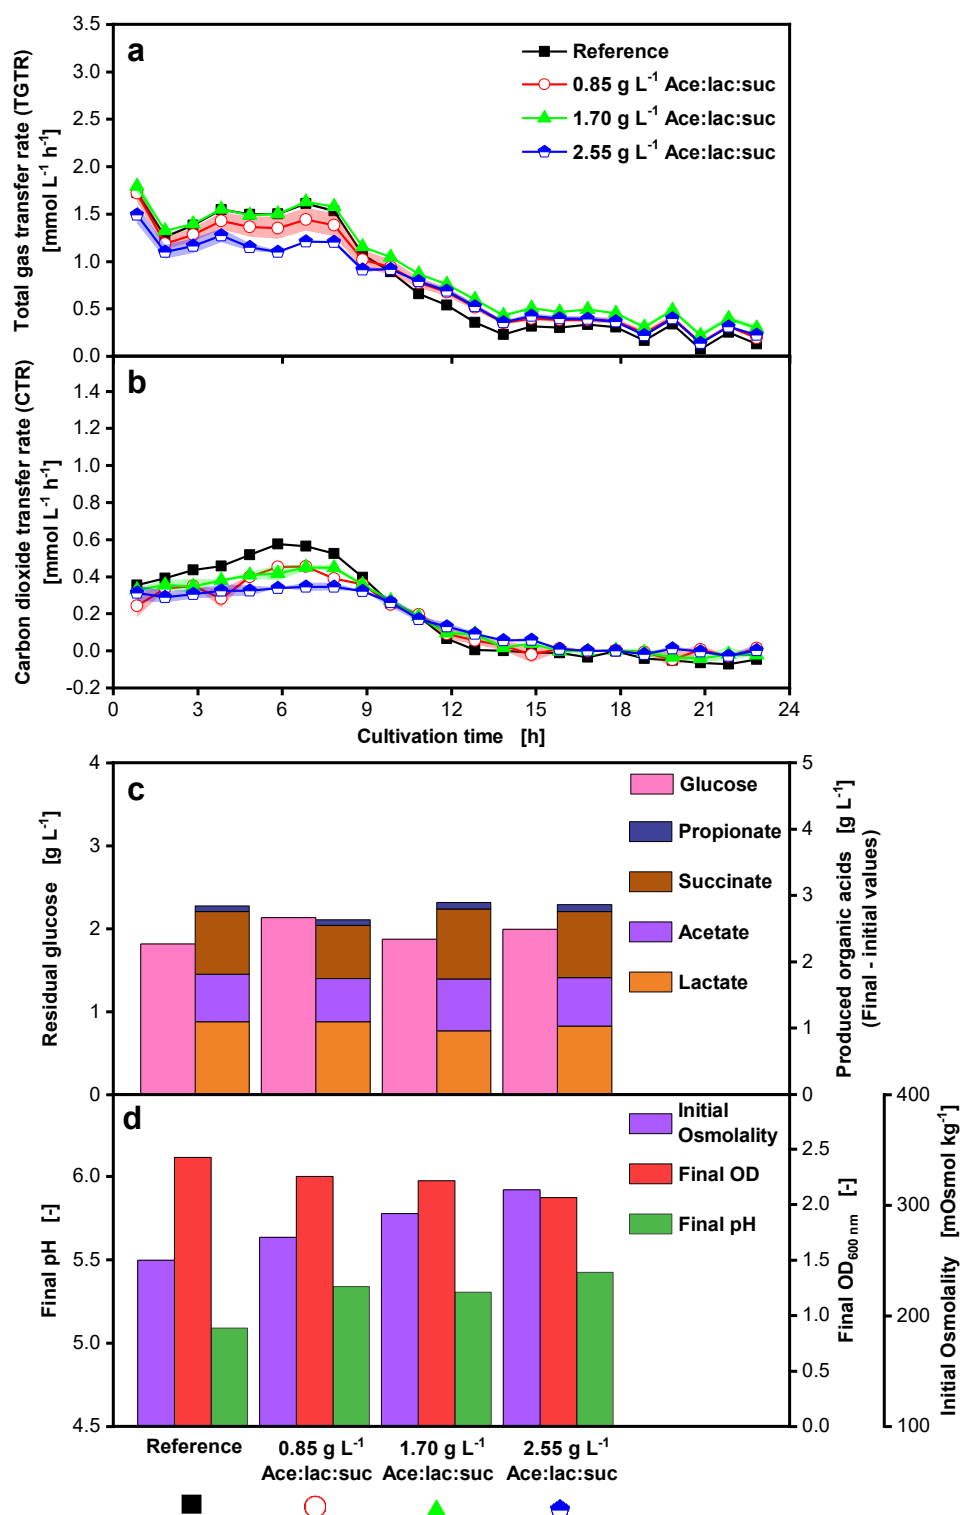 a
Total gas transfer rate (TGTR)
[mmol L⁻¹ h⁻¹]
3.5
3.0
2.5
2.0
1.5
1.0
0.5
0.0
Reference
0.85 g L⁻¹ Ace:lac:suc
1.70 g L⁻¹ Ace:lac:suc
2.55 g L⁻¹ Ace:lac:suc
b
Carbon dioxide transfer rate (CTR)
[mmol L⁻¹ h⁻¹]
1.4
1.2
1.0
0.8
0.6
0.4
0.2
0.0
-0.2
0 3 6 9 12 15 18 21 24
Cultivation time [h]
c
Residual glucose [g L⁻¹]
4
3
2
1
0
Glucose
Propionate
Succinate
Acetate
Lactate
5
4
3
2
1
0
Produced organic acids [g L⁻¹]
(Final - initial values)
d
Final pH [-]
6.0
5.5
5.0
4.5
Initial
Osmolality
Final OD
Final pH
2.5
2.0
1.5
1.0
0.5
0.0
Final OD₆₀₀ ₙₘ [-]
400
300
200
100
Initial Osmolality [mOsmol kg⁻¹]
Reference
0.85 g L⁻¹
Ace:lac:suc
1.70 g L⁻¹
Ace:lac:suc
2.55 g L⁻¹
Ace:lac:suc